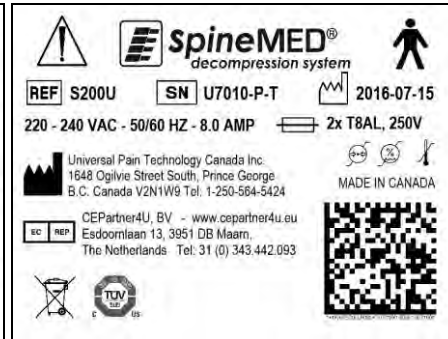 SpineMED®
decompression system
REF S200U SN U7010-P-T 2016-07-15
220 - 240 VAC - 50/60 HZ - 8.0 AMP 2x T8AL, 250V
Universal Pain Technology Canada Inc
1648 Ogilvie Street South, Prince George
B.C. Canada V2N1W9 Tel: 1-250-564-5424
MADE IN CANADA
EC REP
CEPartner4U, BV - www.cepartner4u.eu
Esdoornlaan 13, 3951 DB Maarn,
The Netherlands Tel: 31 (0) 343.442.093
TÜV
C US